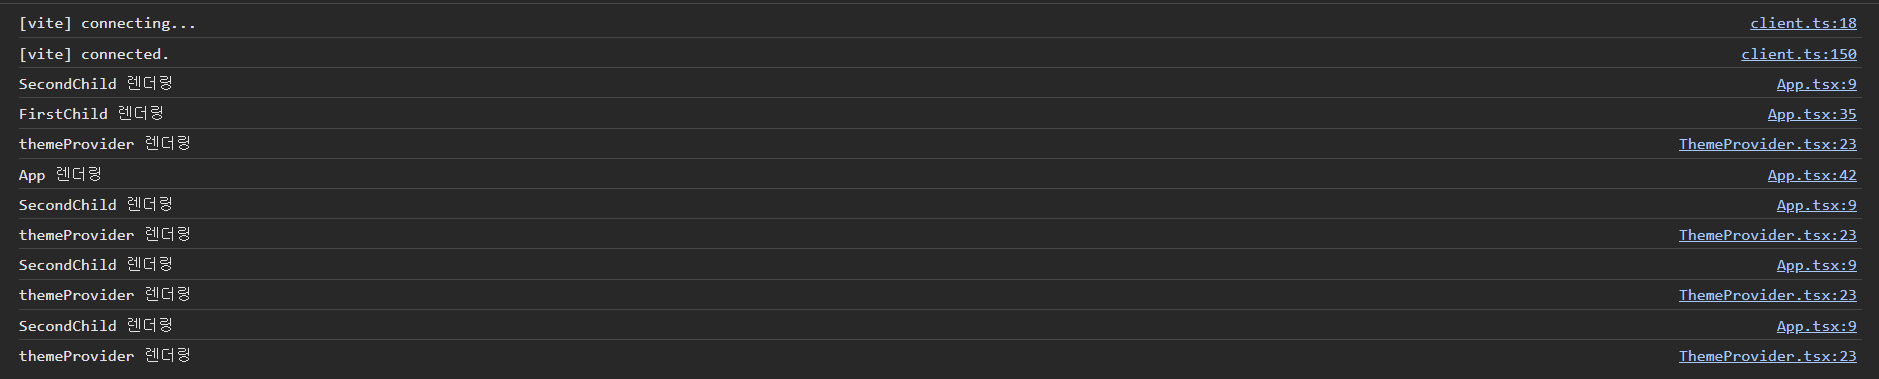 [vite] connecting... client.ts:18
[vite] connected. client.ts:150
SecondChild 렌더링 App.tsx:9
FirstChild 렌더링 App.tsx:35
themeProvider 렌더링 ThemeProvider.tsx:23
App 렌더링 App.tsx:42
SecondChild 렌더링 App.tsx:9
themeProvider 렌더링 ThemeProvider.tsx:23
SecondChild 렌더링 App.tsx:9
themeProvider 렌더링 ThemeProvider.tsx:23
SecondChild 렌더링 App.tsx:9
themeProvider 렌더링 ThemeProvider.tsx:23